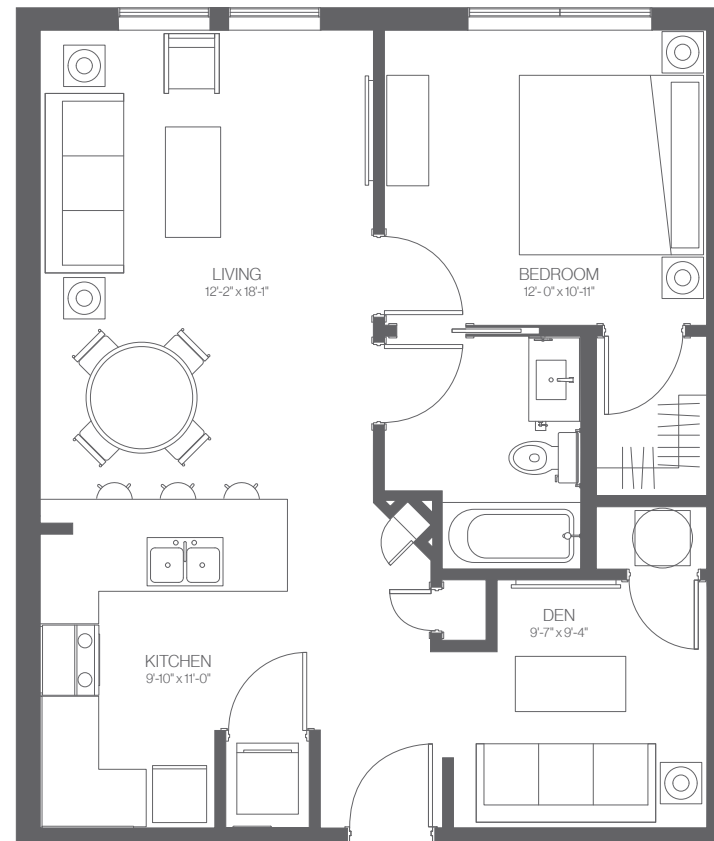 LIVING
12'-2" x 18'-1"
BEDROOM
12'- 0" x 10'-11"
DEN
9'-7" x 9'-4"
KITCHEN
9'-10" x 11'-0"